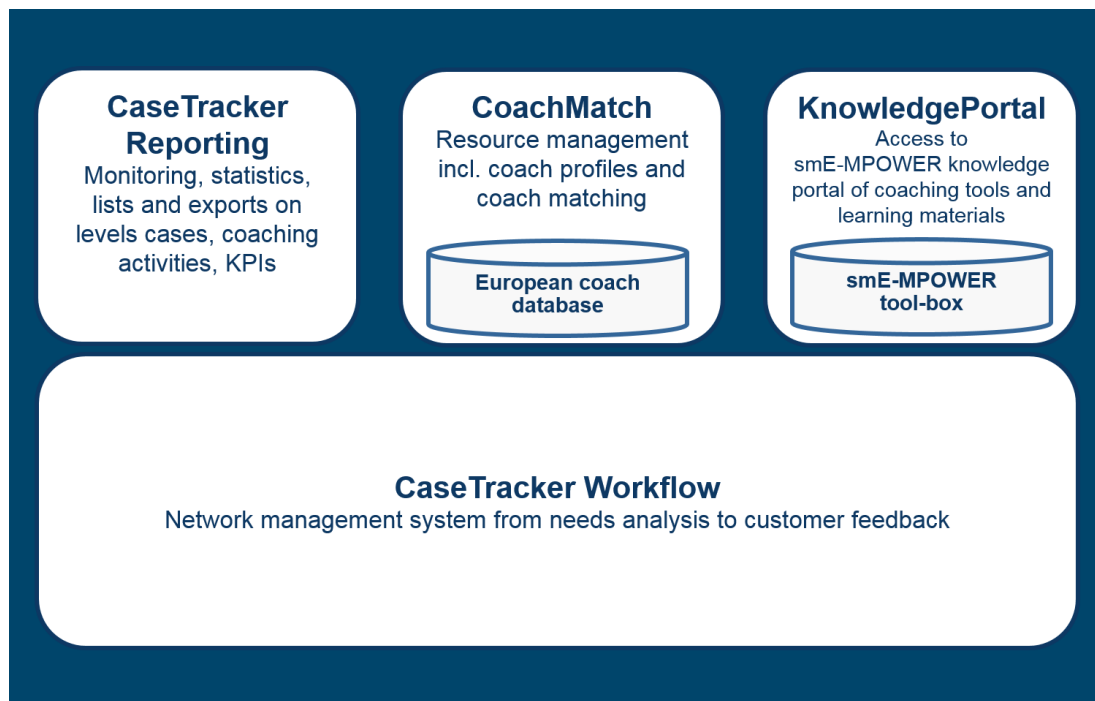 CaseTracker
Reporting
Monitoring, statistics,
lists and exports on
levels cases, coaching
activities, KPIs
CoachMatch
Resource management
incl. coach profiles and
coach matching
European coach
database
KnowledgePortal
Access to
smE-MPOWER knowledge
portal of coaching tools and
learning materials
smE-MPOWER
tool-box
CaseTracker Workflow
Network management system from needs analysis to customer feedback